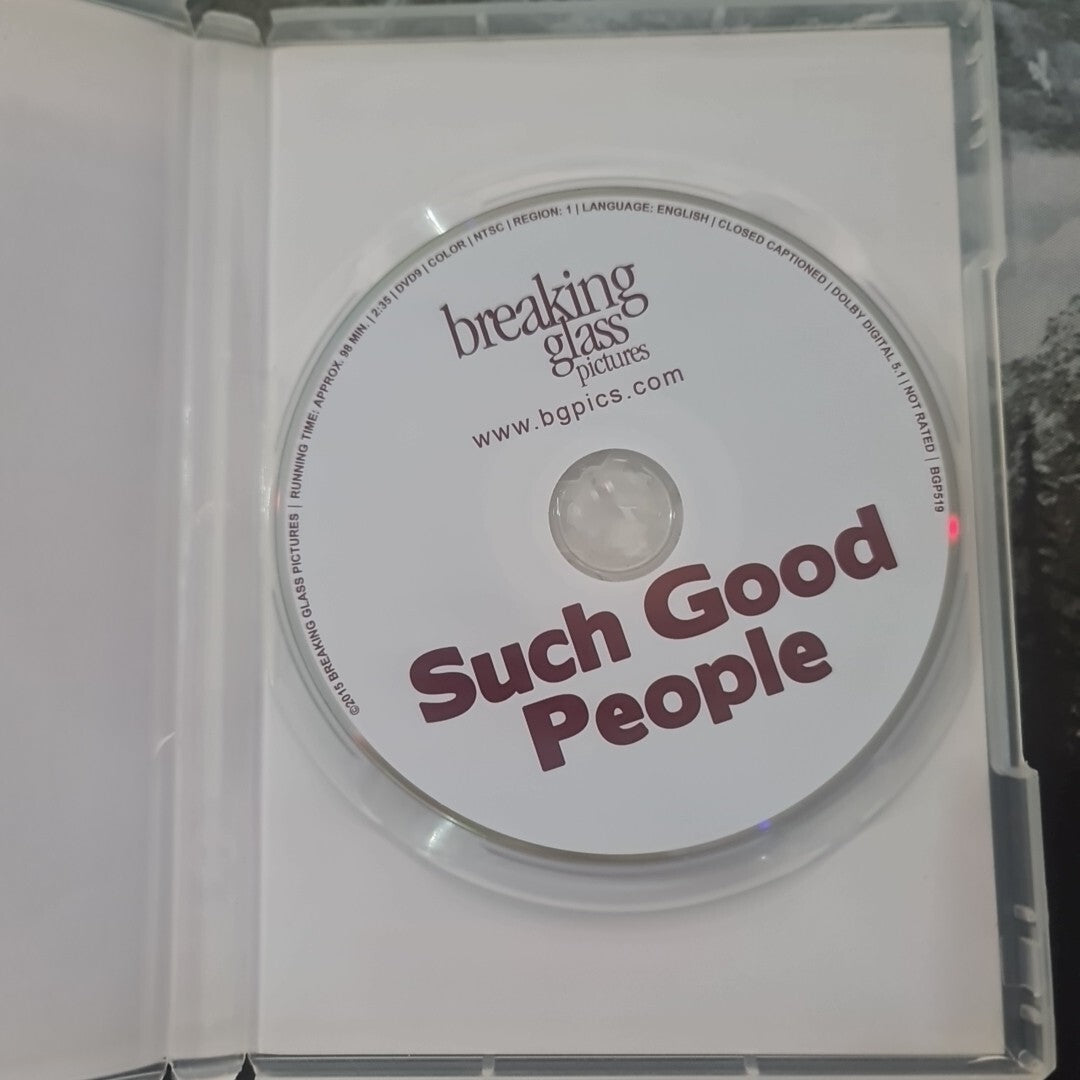 ©2015 BREAKING GLASS PICTURES | RUNNING TIME: APPROX. 98 MIN. | 2:35 | DVD9 | COLOR | NTSC | REGION: 1 | LANGUAGE: ENGLISH | CLOSED CAPTIONED | DOLBY DIGITAL 5.1 | NOT RATED | BGP519
breaking
glass
pictures
www.bgpics.com
Such Good
People